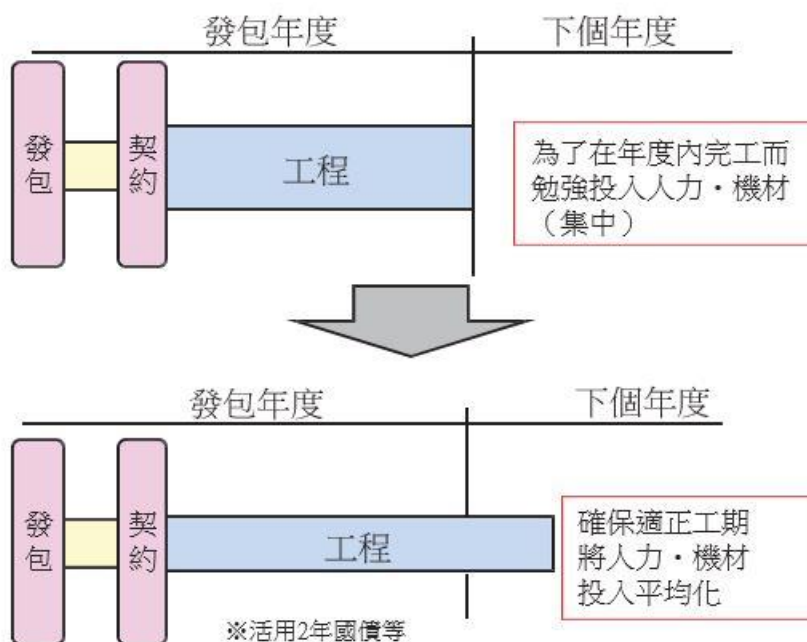 發包年度
下個年度
發包
契約
工程
為了在年度內完工而
勉強投入人力・機材
（集中）
發包年度
下個年度
發包
契約
工程
確保適正工期
將人力・機材
投入平均化
※活用2年國債等